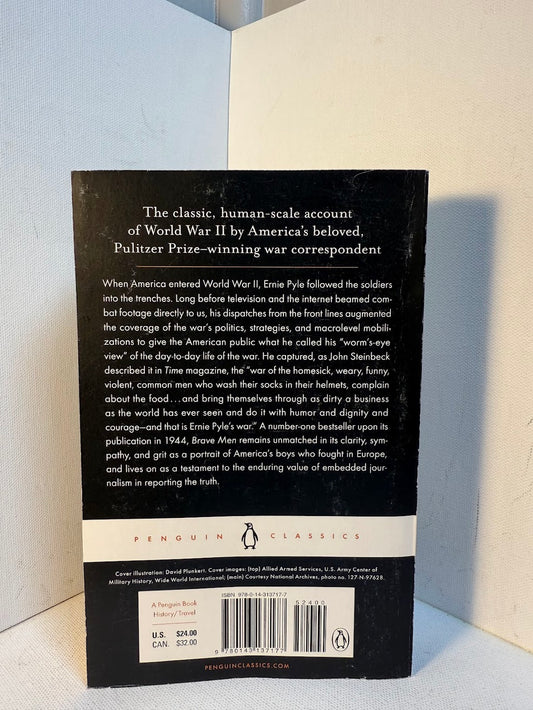 The classic, human-scale account
of World War II by America's beloved,
Pulitzer Prize–winning war correspondent
When America entered World War II, Ernie Pyle followed the soldiers
into the trenches. Long before television and the internet beamed com-
bat footage directly to us, his dispatches from the front lines augmented
the coverage of the war's politics, strategies, and macrolevel mobili-
zations to give the American public what he called his "worm's-eye
view" of the day-to-day life of the war. He captured, as John Steinbeck
described it in Time magazine, the "war of the homesick, weary, funny,
violent, common men who wash their socks in their helmets, complain
about the food . . . and bring themselves through as dirty a business
as the world has ever seen and do it with humor and dignity and
courage—and that is Ernie Pyle's war." A number-one bestseller upon its
publication in 1944, Brave Men remains unmatched in its clarity, sym-
pathy, and grit as a portrait of America's boys who fought in Europe,
and lives on as a testament to the enduring value of embedded jour-
nalism in reporting the truth.
PENGUIN CLASSICS
Cover illustration: David Plunkert. Cover images: (top) Allied Armed Services, U.S. Army Center of
Military History, Wide World International; (main) Courtesy National Archives, photo no. 127-N-97628.
A Penguin Book
History/Travel
U.S. $24.00
CAN. $32.00
ISBN 978-0-14-313717-7
52400
9780143137177
PENGUINCLASSICS.COM